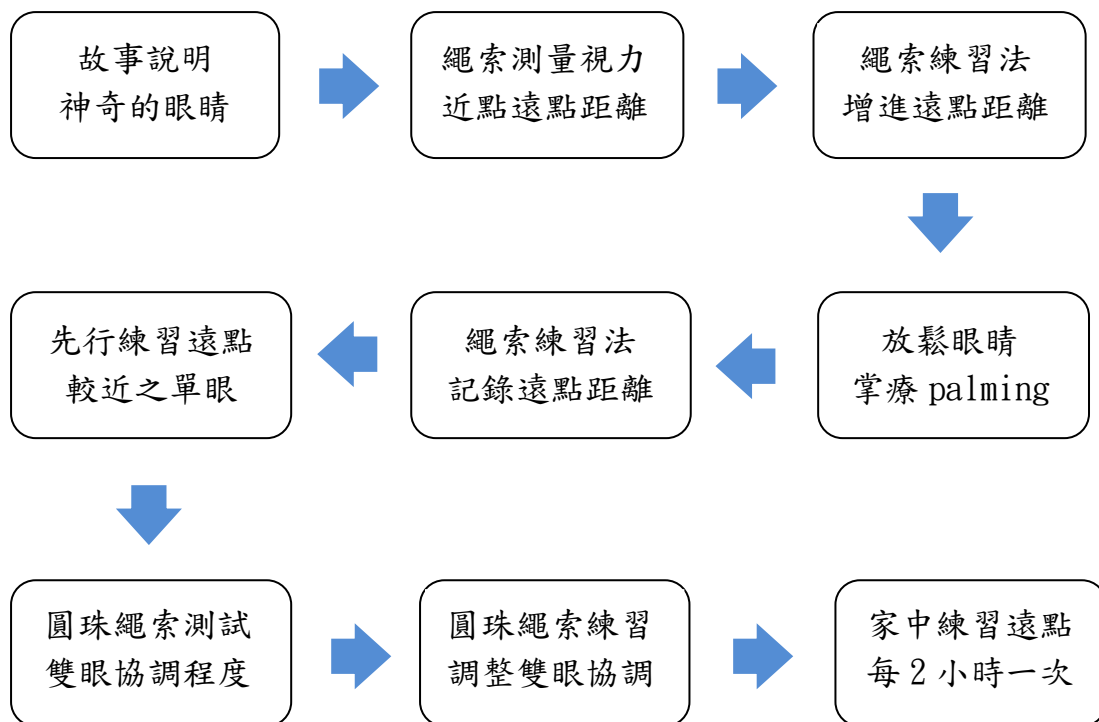 故事說明
神奇的眼睛
繩索測量視力
近點遠點距離
繩索練習法
增進遠點距離
放鬆眼睛
掌療 palming
繩索練習法
記錄遠點距離
先行練習遠點
較近之單眼
圓珠繩索測試
雙眼協調程度
圓珠繩索練習
調整雙眼協調
家中練習遠點
每 2 小時一次